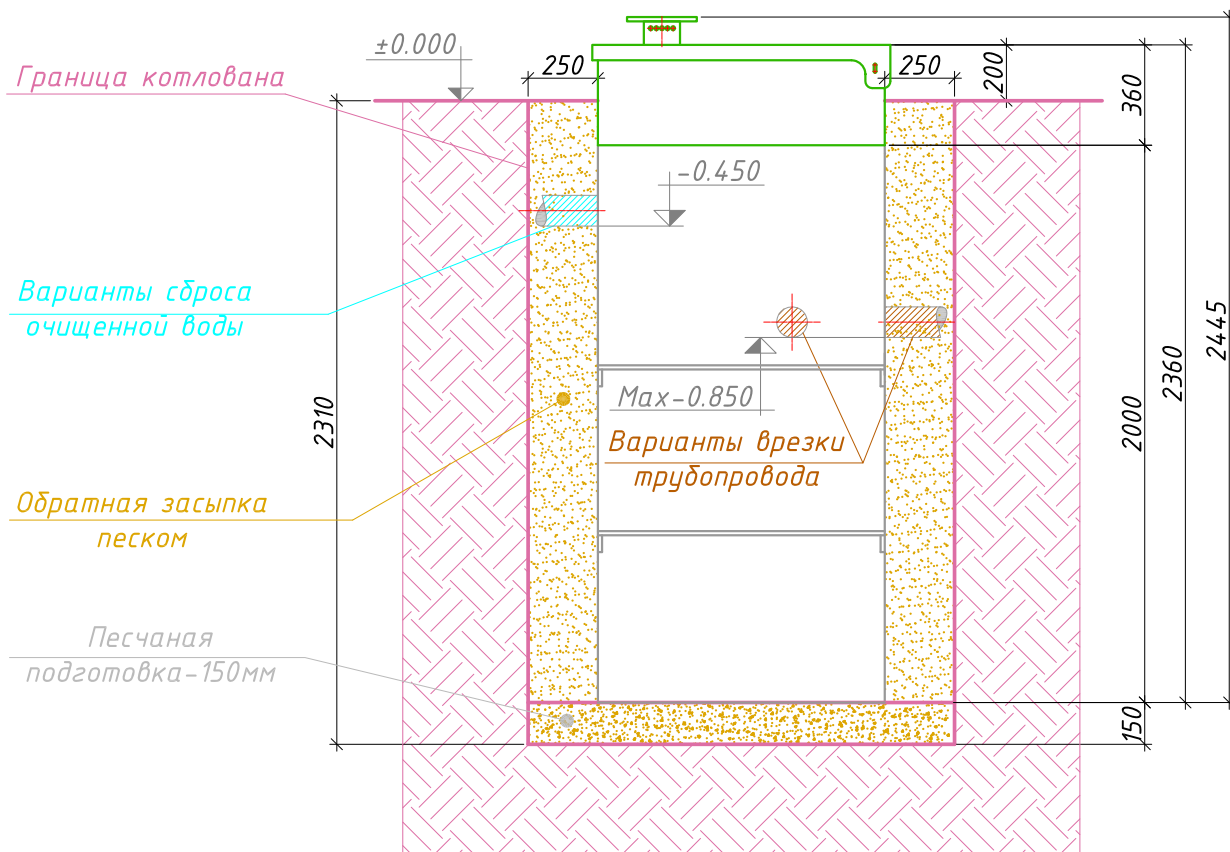 ±0.000
Граница котлована
250
250
200
360
-0.450
Варианты сброса
очищенной воды
2445
2360
Max-0.850
2310
2000
Варианты врезки
трубопровода
Обратная засыпка
песком
Песчаная
подготовка-150мм
150